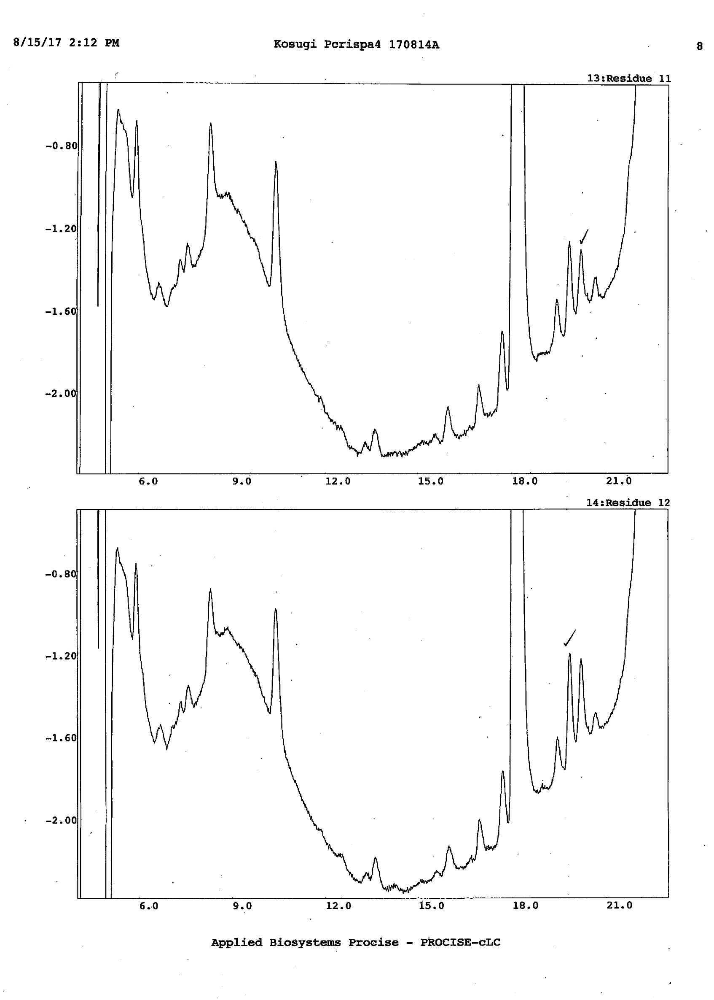 8/15/17 2:12 PM
Kosugi Pcrispa4 170814A
8
13:Residue 11
-0.80
-1.20
-1.60
-2.00
6.0 9.0 12.0 15.0 18.0 21.0
14:Residue 12
-0.80
-1.20
-1.60
-2.00
6.0 9.0 12.0 15.0 18.0 21.0
Applied Biosystems Procise - PROCISE-cLC